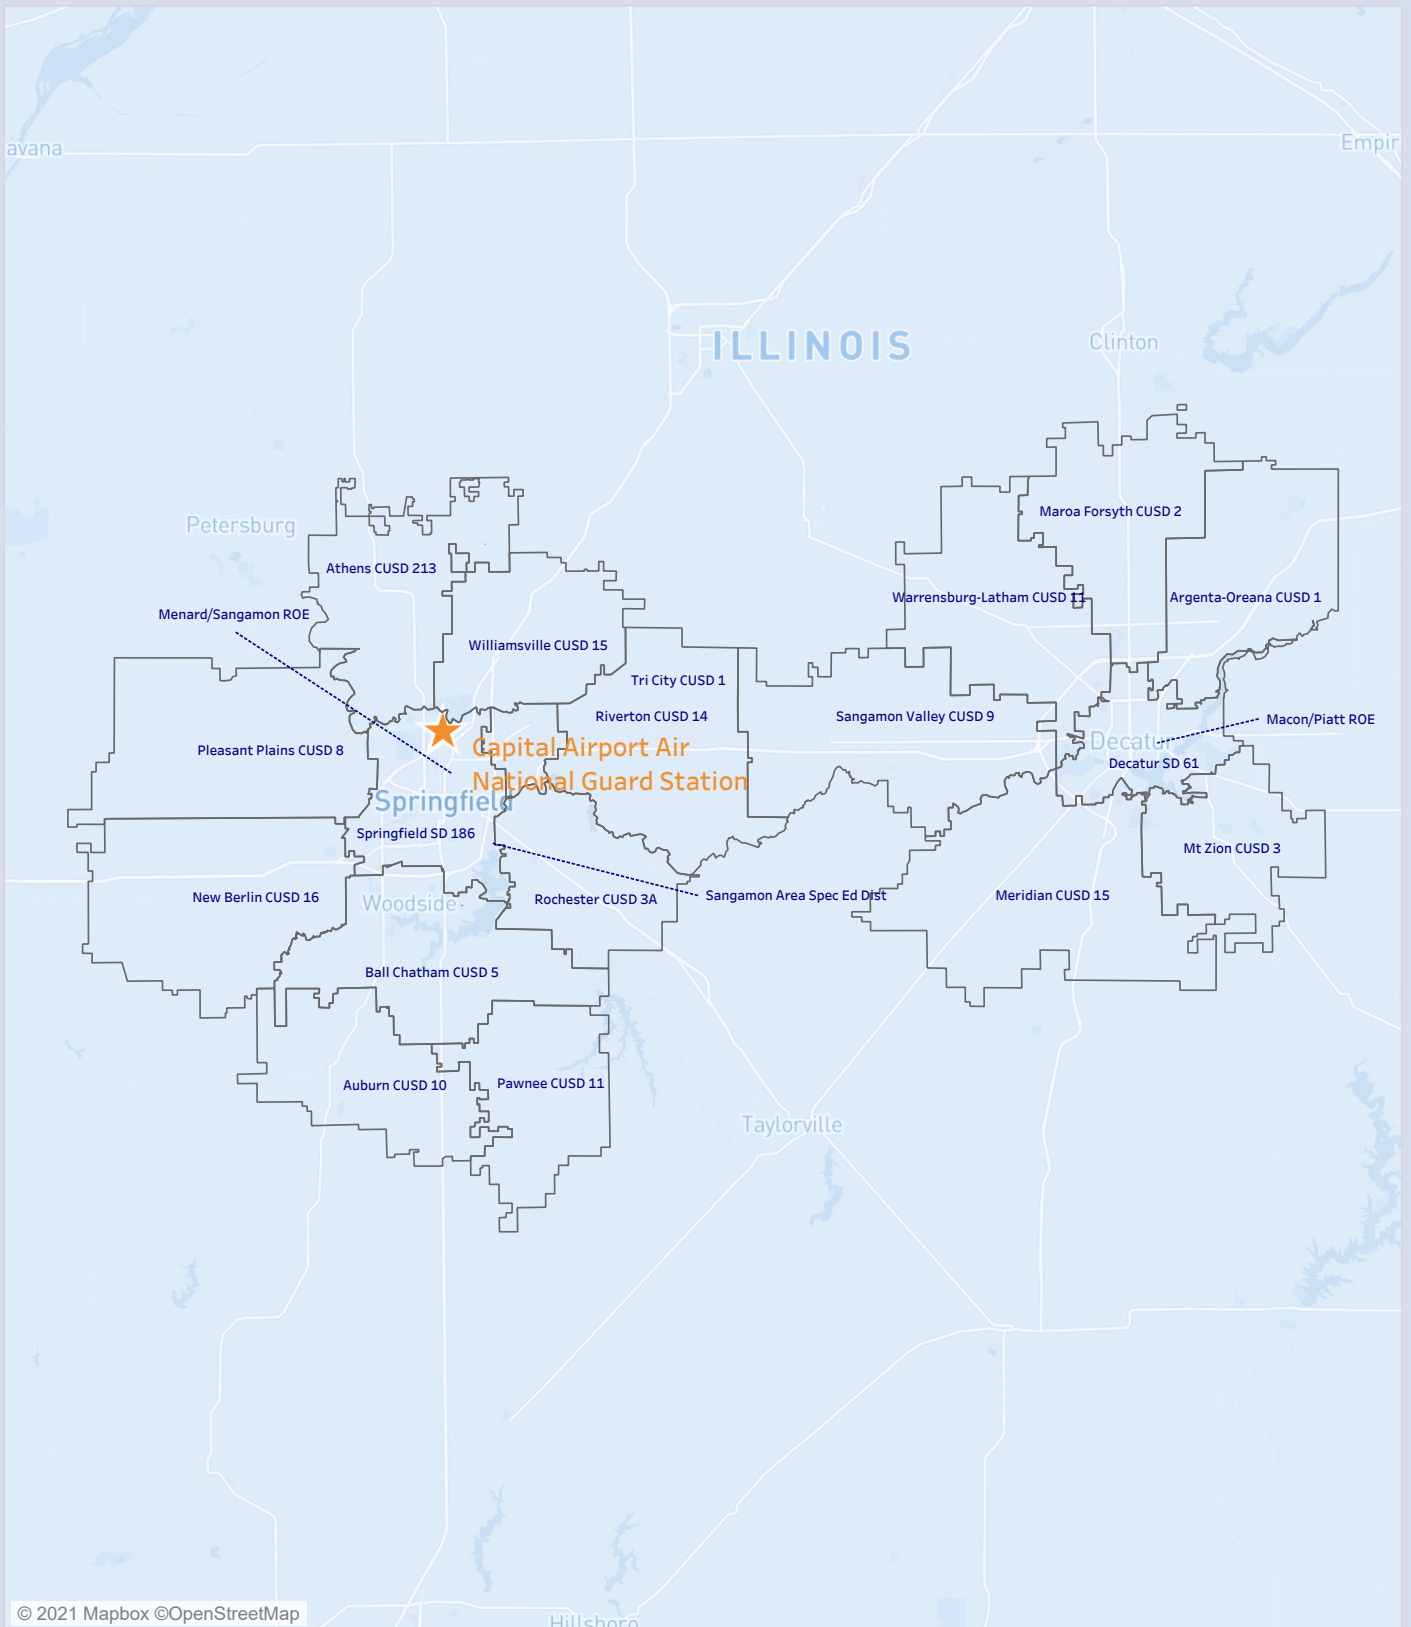 avana
Empir
ILLINOIS
Clinton
Maroa Forsyth CUSD 2
Petersburg
Athens CUSD 213
Warrensburg-Latham CUSD 11
Argenta-Oreana CUSD 1
Menard/Sangamon ROE
Williamsville CUSD 15
Tri City CUSD 1
Riverton CUSD 14
Sangamon Valley CUSD 9
Macon/Piatt ROE
Pleasant Plains CUSD 8
Capital Airport Air
National Guard Station
Decatur
Decatur SD 61
Springfield
Springfield SD 186
Mt Zion CUSD 3
New Berlin CUSD 16
Woodside
Rochester CUSD 3A
Sangamon Area Spec Ed Dist
Meridian CUSD 15
Ball Chatham CUSD 5
Auburn CUSD 10
Pawnee CUSD 11
Taylorville
© 2021 Mapbox ©OpenStreetMap
Hillsboro